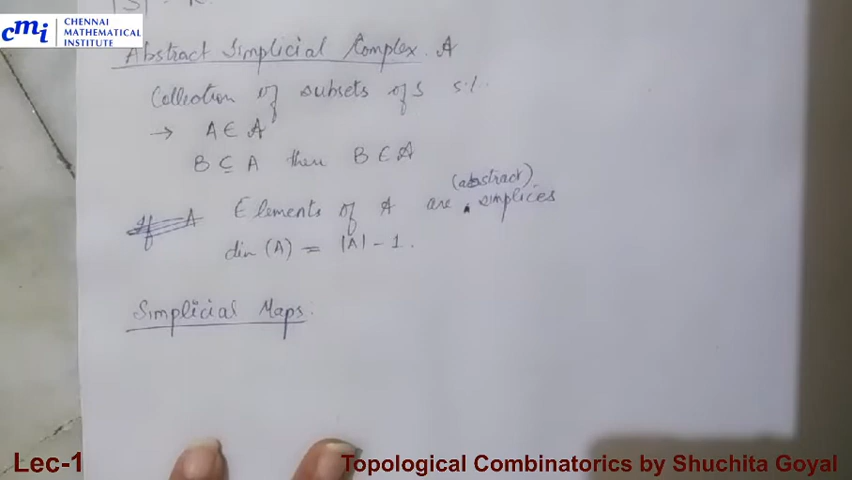 |S| - k.
cmi CHENNAI
MATHEMATICAL
INSTITUTE
Abstract Simplicial Complex. A
Collection of subsets of S s.t.
→ A ∈ A
B ⊆ A then B ∈ A
(abstract)
Elements of A are simplices
dim (A) = |A| - 1.
Simplicial Maps.
Lec-1
Topological Combinatorics by Shuchita Goyal